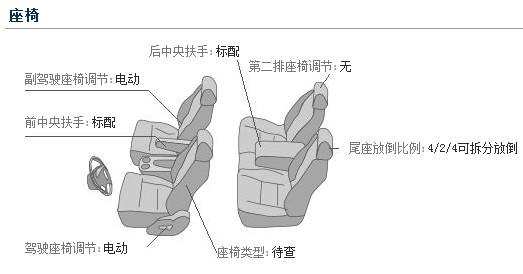 座椅
后中央扶手: 标配
第二排座椅调节: 无
副驾驶座椅调节: 电动
前中央扶手: 标配
尾座放倒比例: 4/2/4可拆分放倒
驾驶座椅调节: 电动
座椅类型: 待查